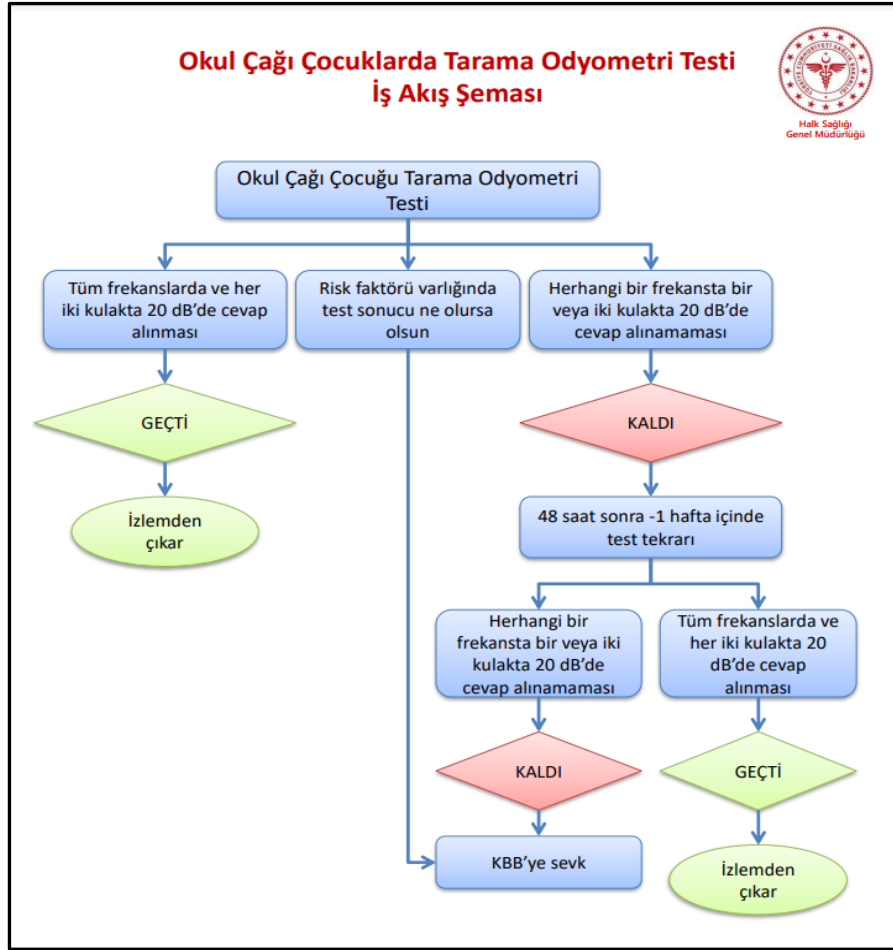 Okul Çağı Çocuklarda Tarama Odyometri Testi
İş Akış Şeması
Halk Sağlığı
Genel Müdürlüğü
Okul Çağı Çocuğu Tarama Odyometri
Testi
Tüm frekanslarda ve her
iki kulakta 20 dB’de cevap
alınması
Risk faktörü varlığında
test sonucu ne olursa
olsun
Herhangi bir frekansta bir
veya iki kulakta 20 dB’de
cevap alınamaması
GEÇTİ
KALDI
İzlemden
çıkar
48 saat sonra -1 hafta içinde
test tekrarı
Herhangi bir
frekansta bir veya iki
kulakta 20 dB’de
cevap alınamaması
Tüm frekanslarda ve
her iki kulakta 20
dB’de cevap
alınması
KALDI
GEÇTİ
KBB’ye sevk
İzlemden
çıkar